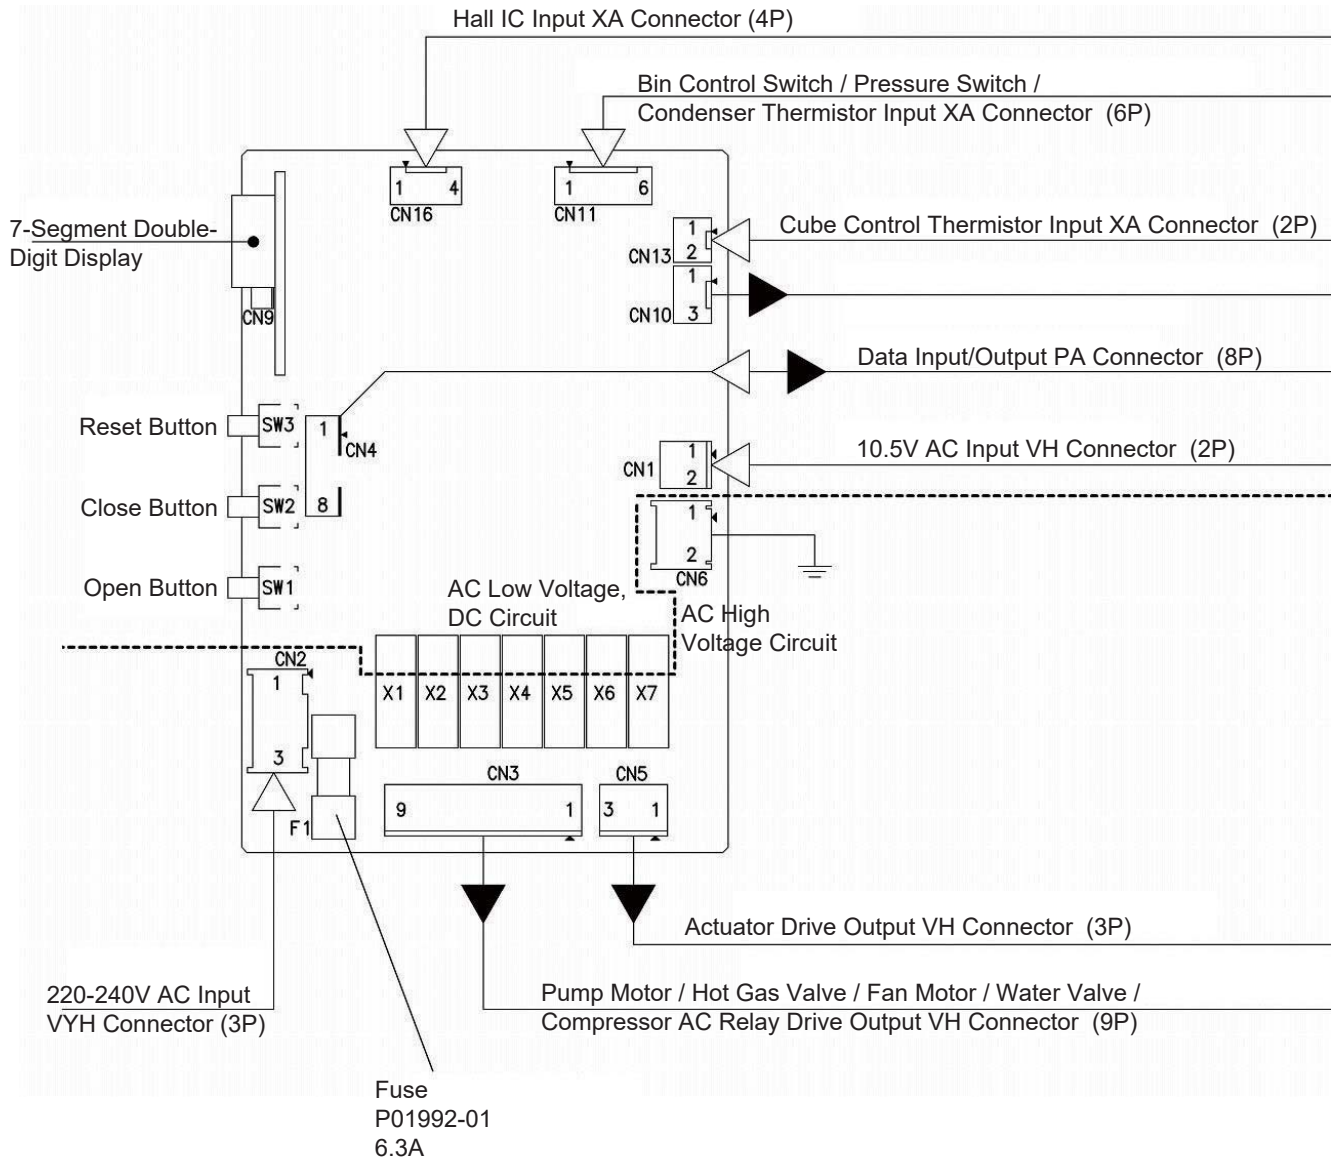 Hall IC Input XA Connector (4P)
Bin Control Switch / Pressure Switch /
Condenser Thermistor Input XA Connector (6P)
1 4
CN16
1 6
CN11
7-Segment Double-
Digit Display
CN9
1
2
CN13
Cube Control Thermistor Input XA Connector (2P)
1
3
CN10
Data Input/Output PA Connector (8P)
Reset Button
SW3
1
CN4
8
10.5V AC Input VH Connector (2P)
1
2
CN1
Close Button
SW2
1
2
CN6
Open Button
SW1
AC Low Voltage,
DC Circuit
AC High
Voltage Circuit
CN2
1
3
X1 X2 X3 X4 X5 X6 X7
CN3
9 1
CN5
3 1
F1
Actuator Drive Output VH Connector (3P)
220-240V AC Input
VYH Connector (3P)
Pump Motor / Hot Gas Valve / Fan Motor / Water Valve /
Compressor AC Relay Drive Output VH Connector (9P)
Fuse
P01992-01
6.3A